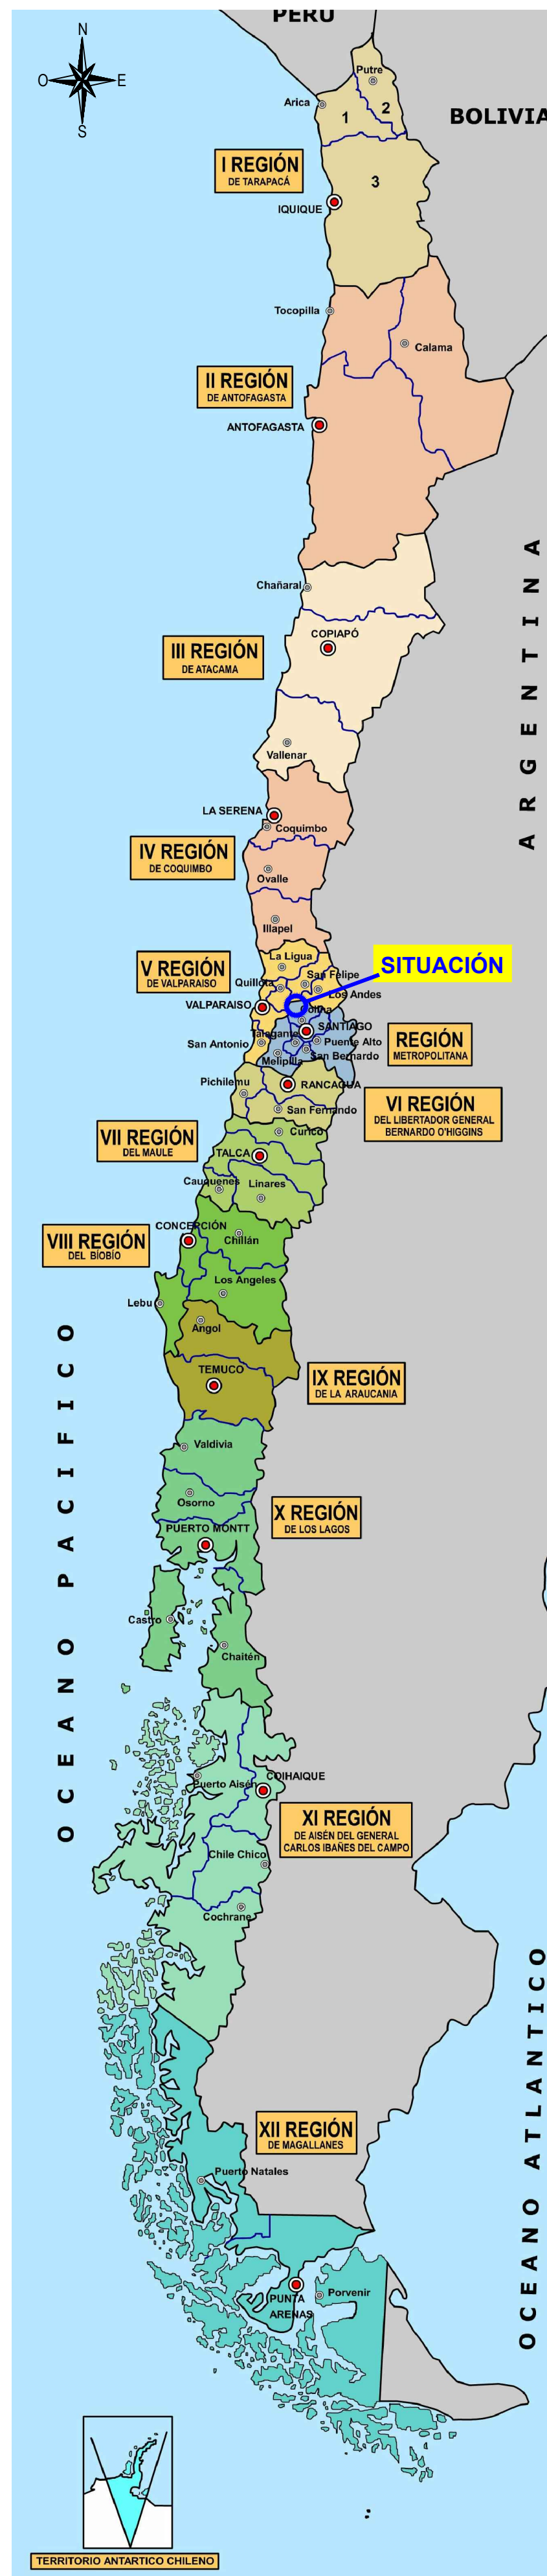 PERU
N
O
E
S
Putre
Arica
1
2
BOLIVIA
I REGIÓN
DE TARAPACÁ
3
IQUIQUE
Tocopilla
Calama
II REGIÓN
DE ANTOFAGASTA
ANTOFAGASTA
ARGENTINA
Chañaral
COPIAPÓ
III REGIÓN
DE ATACAMA
Vallenar
LA SERENA
Coquimbo
IV REGIÓN
DE COQUIMBO
Ovalle
Illapel
La Ligua
SITUACIÓN
V REGIÓN
DE VALPARAISO
San Felipe
Quillota
Los Andes
VALPARAISO
Colina
SANTIAGO
Talagante
Puente Alto
San Antonio
San Bernardo
Melipilla
REGIÓN
METROPOLITANA
Pichilemu
RANCAGUA
San Fernando
VI REGIÓN
DEL LIBERTADOR GENERAL
BERNARDO O'HIGGINS
VII REGIÓN
DEL MAULE
Curicó
TALCA
Cauquenes
Linares
CONCEPCIÓN
Chillán
VIII REGIÓN
DEL BÍOBÍO
Los Angeles
Lebu
Angol
TEMUCO
IX REGIÓN
DE LA ARAUCANIA
OCEANO PACIFICO
Valdivia
Osorno
X REGIÓN
DE LOS LAGOS
PUERTO MONTT
Castro
Chaitén
Puerto Aisén
COIHAIQUE
XI REGIÓN
DE AISÉN DEL GENERAL
CARLOS IBAÑES DEL CAMPO
Chile Chico
Cochrane
OCEANO ATLANTICO
XII REGIÓN
DE MAGALLANES
Puerto Natales
PUNTA
ARENAS
Porvenir
TERRITORIO ANTARTICO CHILENO